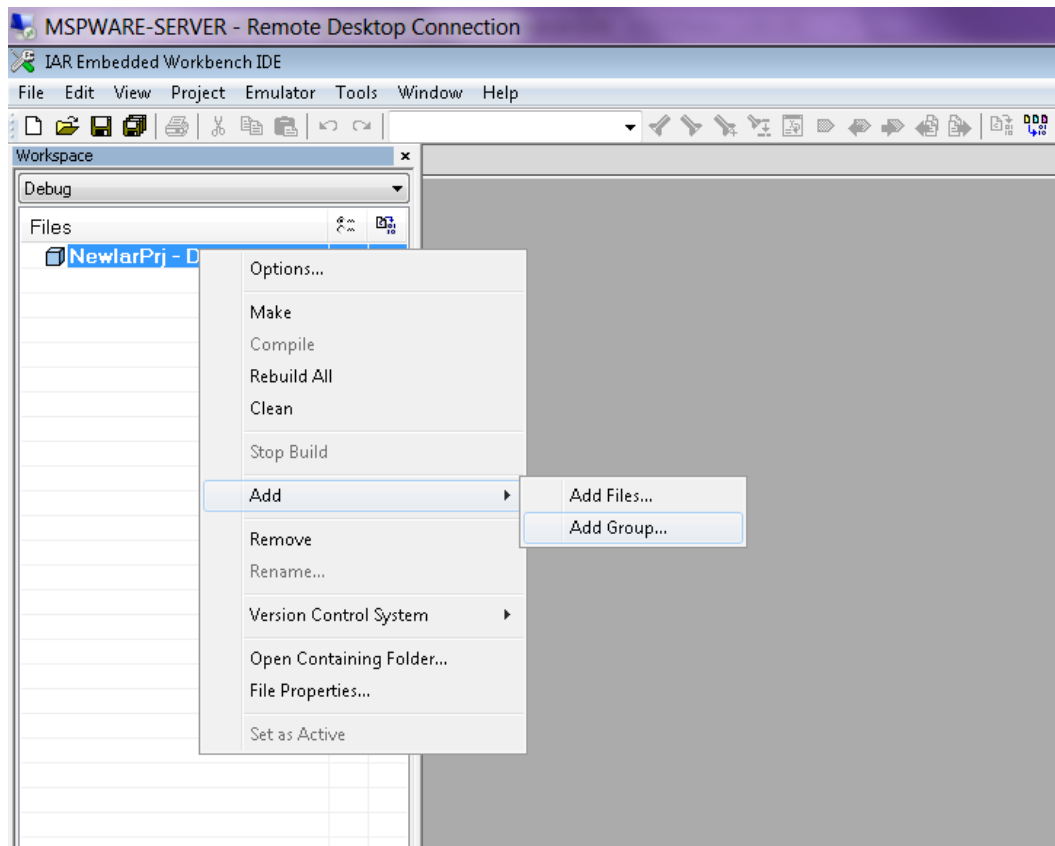 MSPWARE-SERVER - Remote Desktop Connection
IAR Embedded Workbench IDE
File Edit View Project Emulator Tools Window Help
Workspace
Debug
Files
NewIarPrj - D
Options...
Make
Compile
Rebuild All
Clean
Stop Build
Add
Add Files...
Add Group...
Remove
Rename...
Version Control System
Open Containing Folder...
File Properties...
Set as Active